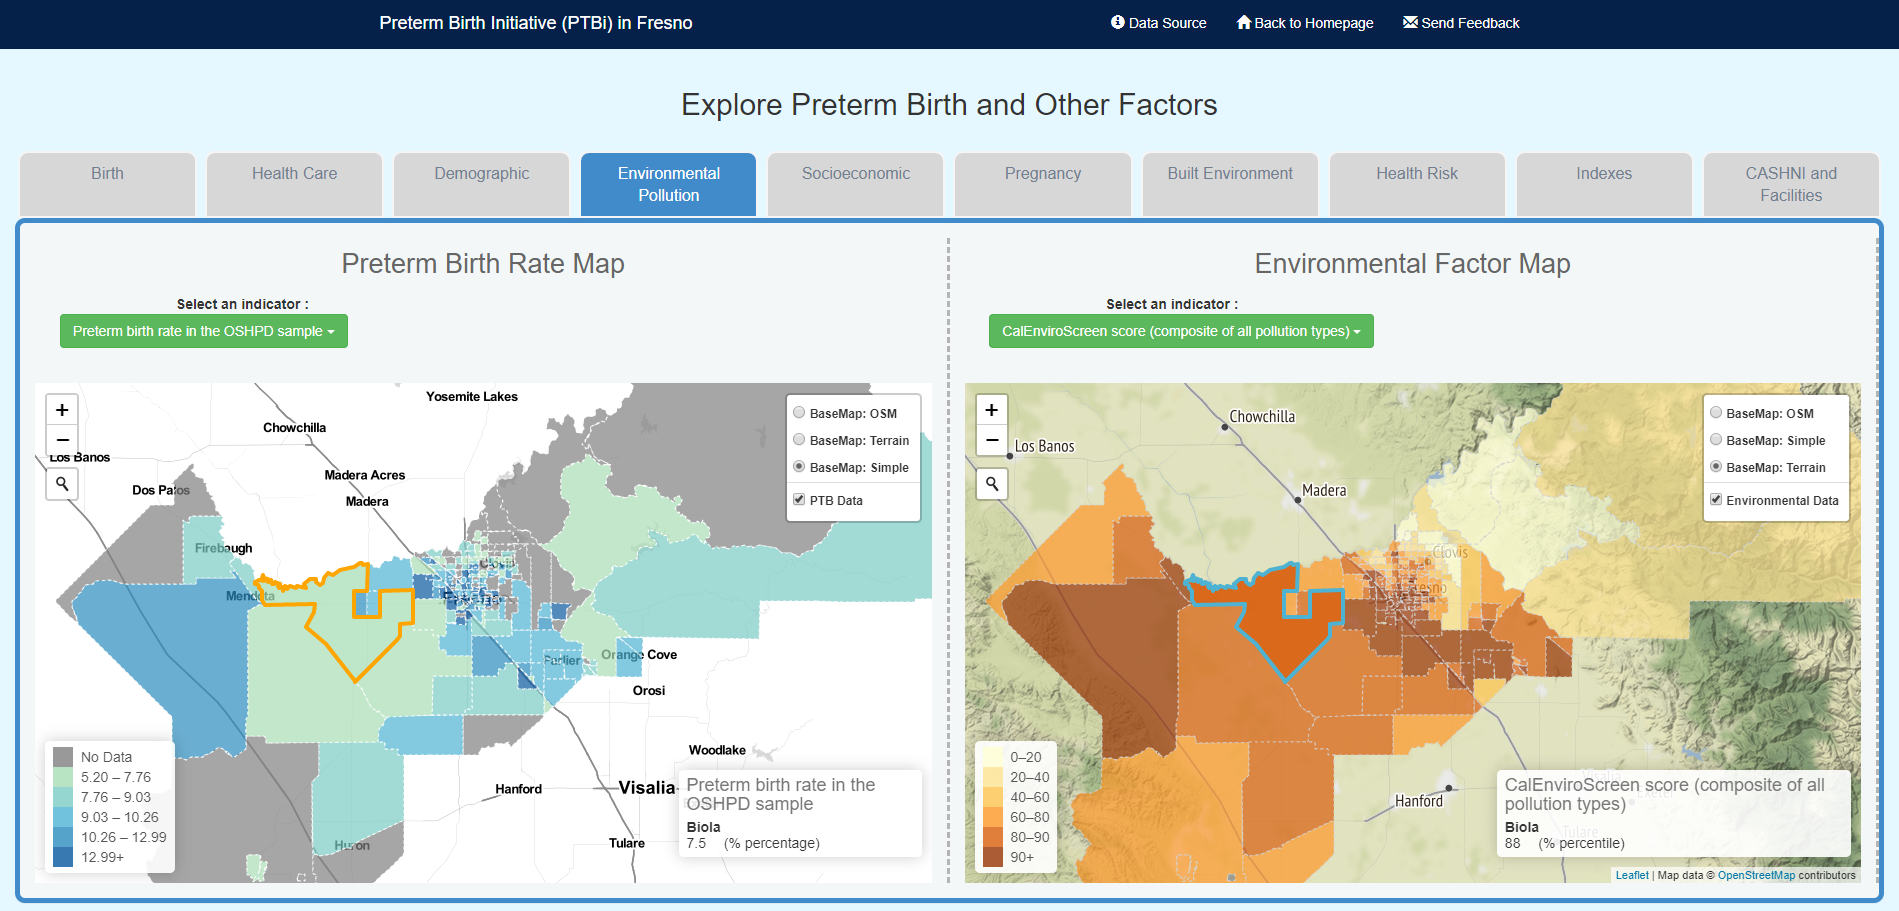 Preterm Birth Initiative (PTBi) in Fresno
Data Source
Back to Homepage
Send Feedback
Explore Preterm Birth and Other Factors
Birth
Health Care
Demographic
Environmental
Pollution
Socioeconomic
Pregnancy
Built Environment
Health Risk
Indexes
CASHNI and
Facilities
Preterm Birth Rate Map
Select an indicator :
Preterm birth rate in the OSHPD sample
+
−
Yosemite Lakes
Chowchilla
Los Banos
Madera Acres
Dos Palos
Madera
Firebaugh
Mendota
Clovis
Fresno
Parlier
Orange Cove
Orosi
Woodlake
Hanford
Visalia
Tulare
Huron
BaseMap: OSM
BaseMap: Terrain
BaseMap: Simple
PTB Data
No Data
5.20 – 7.76
7.76 – 9.03
9.03 – 10.26
10.26 – 12.99
12.99+
Preterm birth rate in the
OSHPD sample
Biola
7.5 (% percentage)
Environmental Factor Map
Select an indicator :
CalEnviroScreen score (composite of all pollution types)
+
−
Chowchilla
Los Banos
Madera
Clovis
Fresno
Hanford
Visalia
Exeter
Tulare
BaseMap: OSM
BaseMap: Simple
BaseMap: Terrain
Environmental Data
0–20
20–40
40–60
60–80
80–90
90+
CalEnviroScreen score (composite of all
pollution types)
Biola
88 (% percentile)
Leaflet | Map data © OpenStreetMap contributors